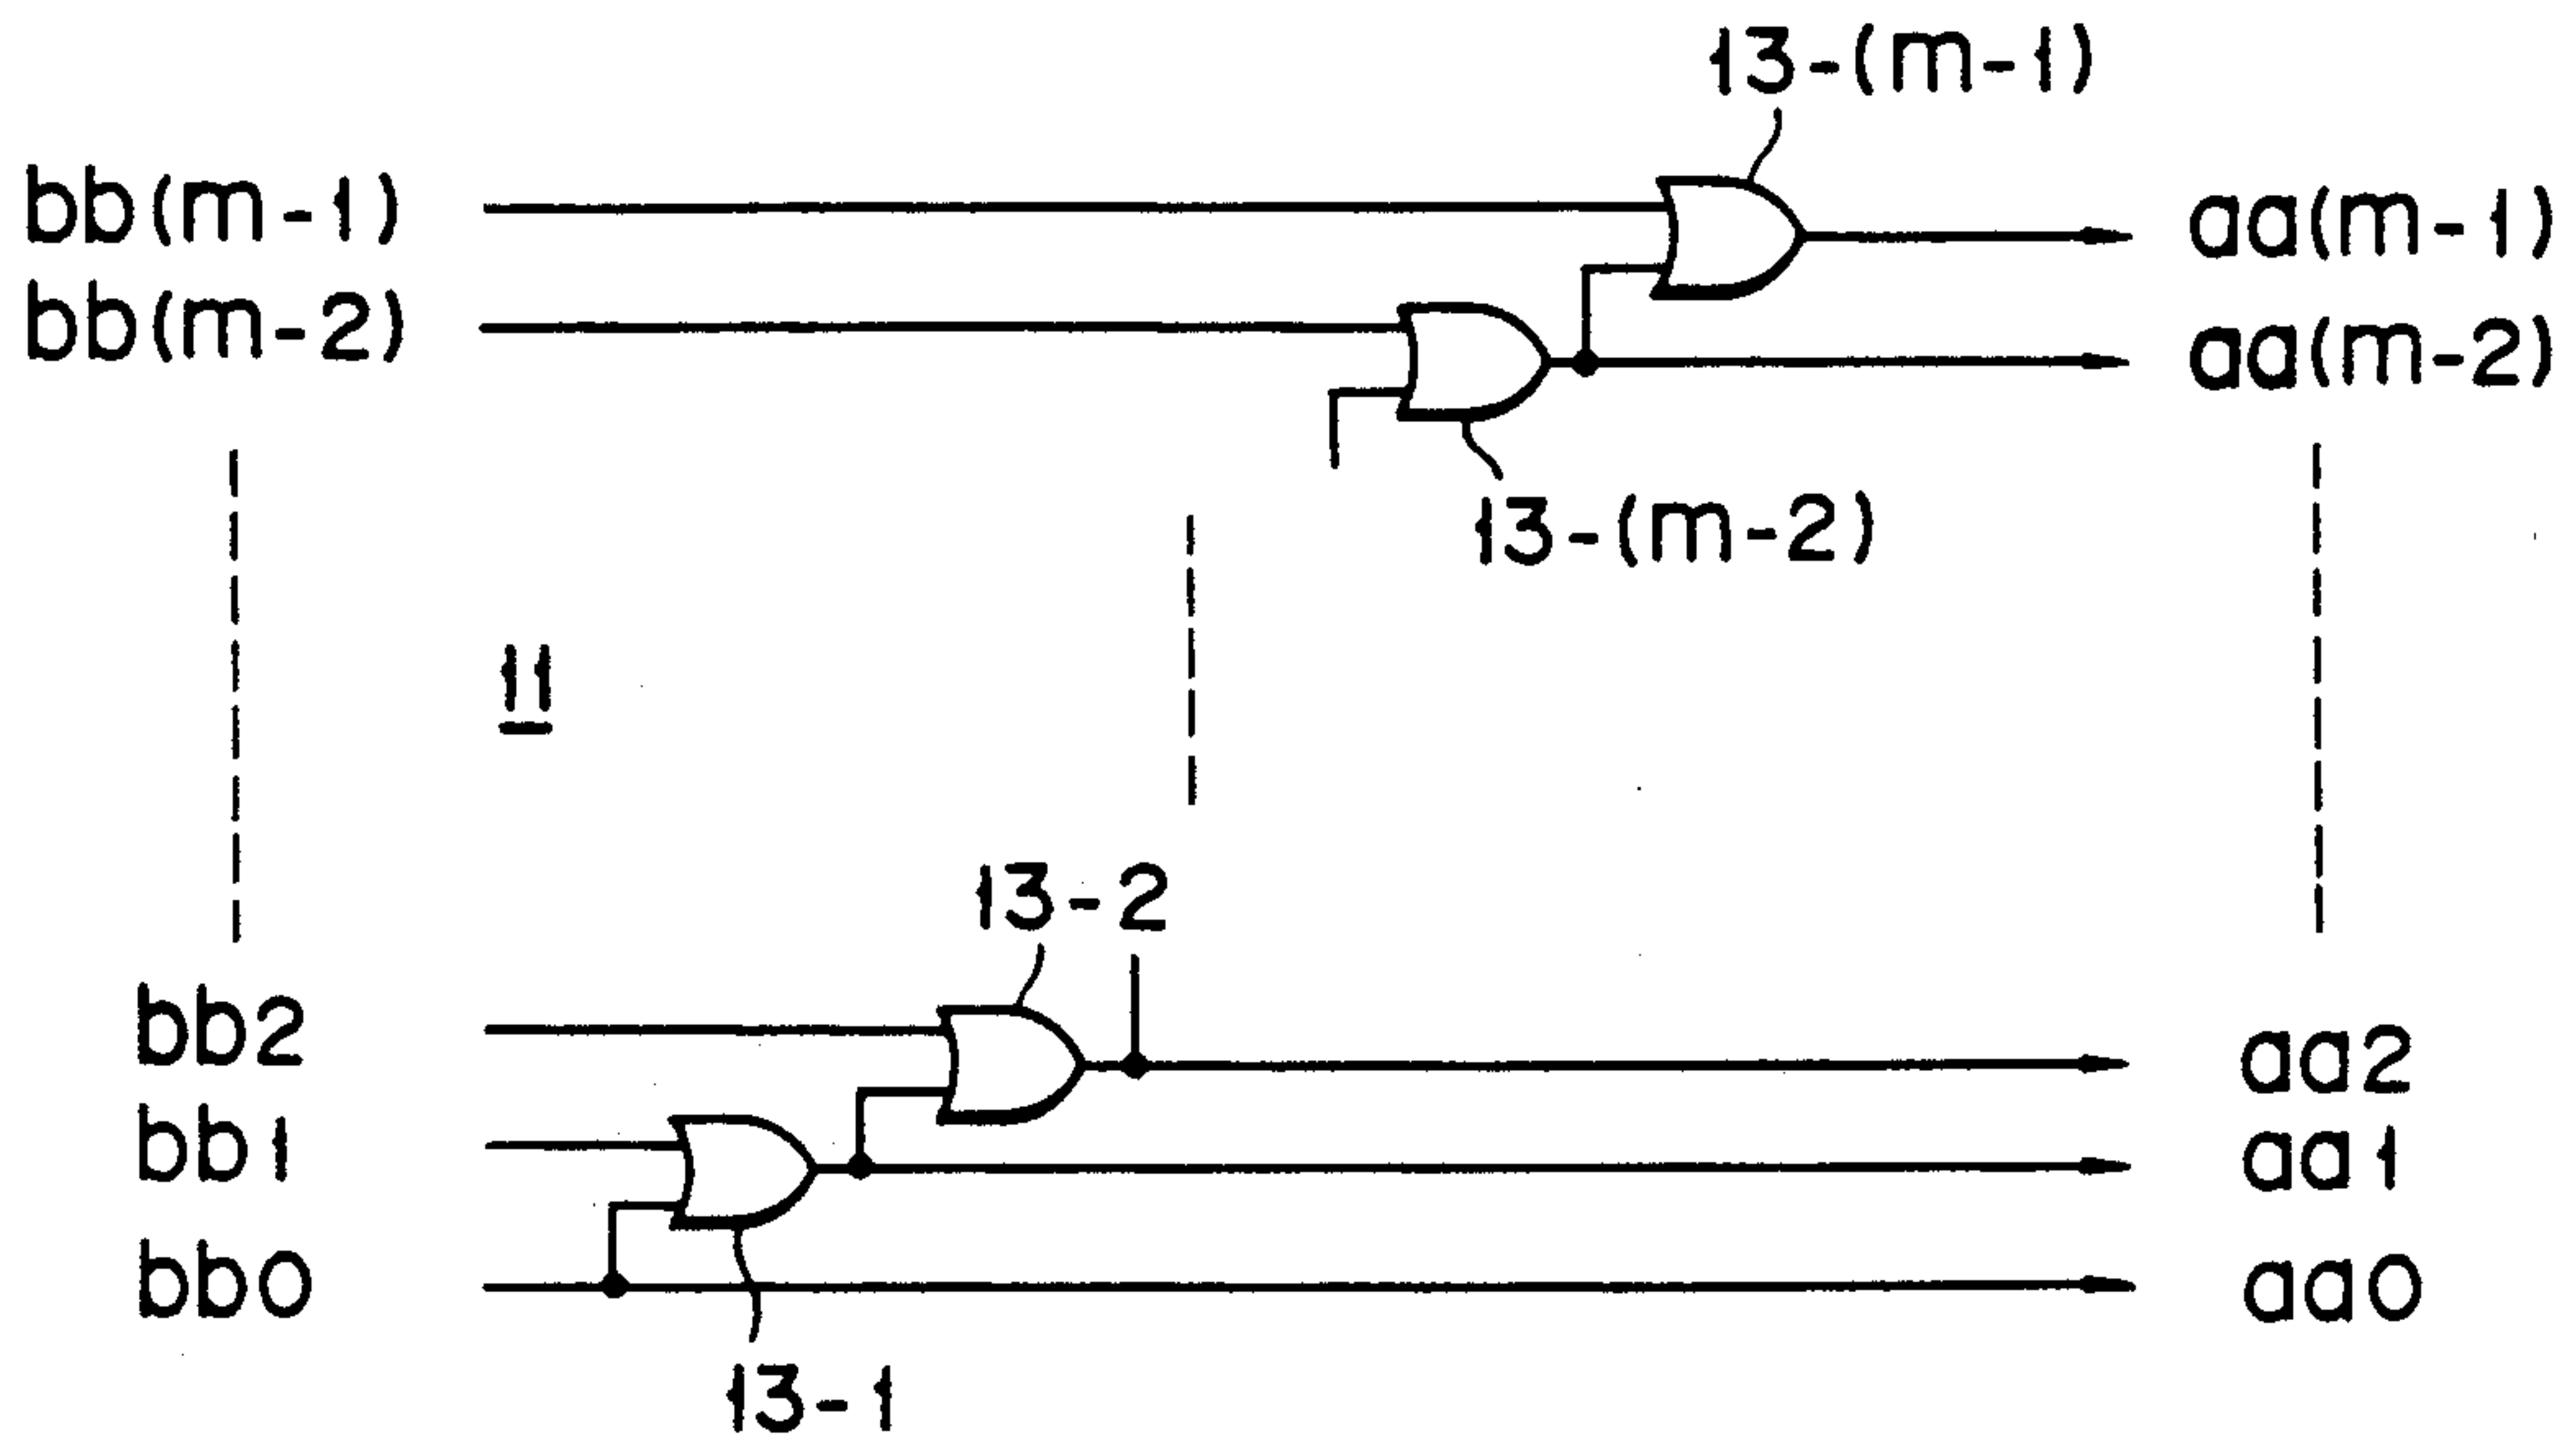 13-(m-1)
bb(m-1)
aa(m-1)
bb(m-2)
aa(m-2)
13-(m-2)
11
13-2
bb2
aa2
bb1
aa1
bb0
aa0
13-1